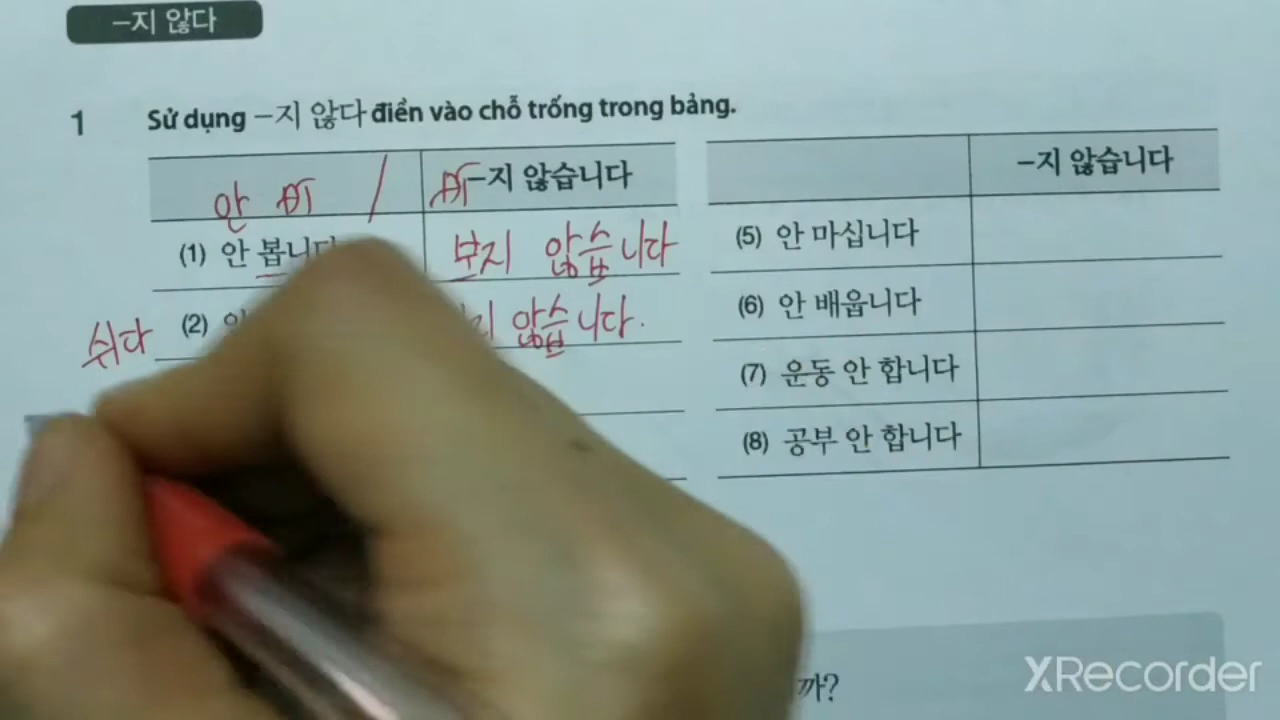 –지 않다
1 Sử dụng –지 않다 điền vào chỗ trống trong bảng.
안 /
–지 않습니다
(1) 안 봅니다
보지 않습니다
쉬다 (2)
않습니다.
–지 않습니다
(5) 안 마십니다
(6) 안 배웁니다
(7) 운동 안 합니다
(8) 공부 안 합니다
까?
XRecorder